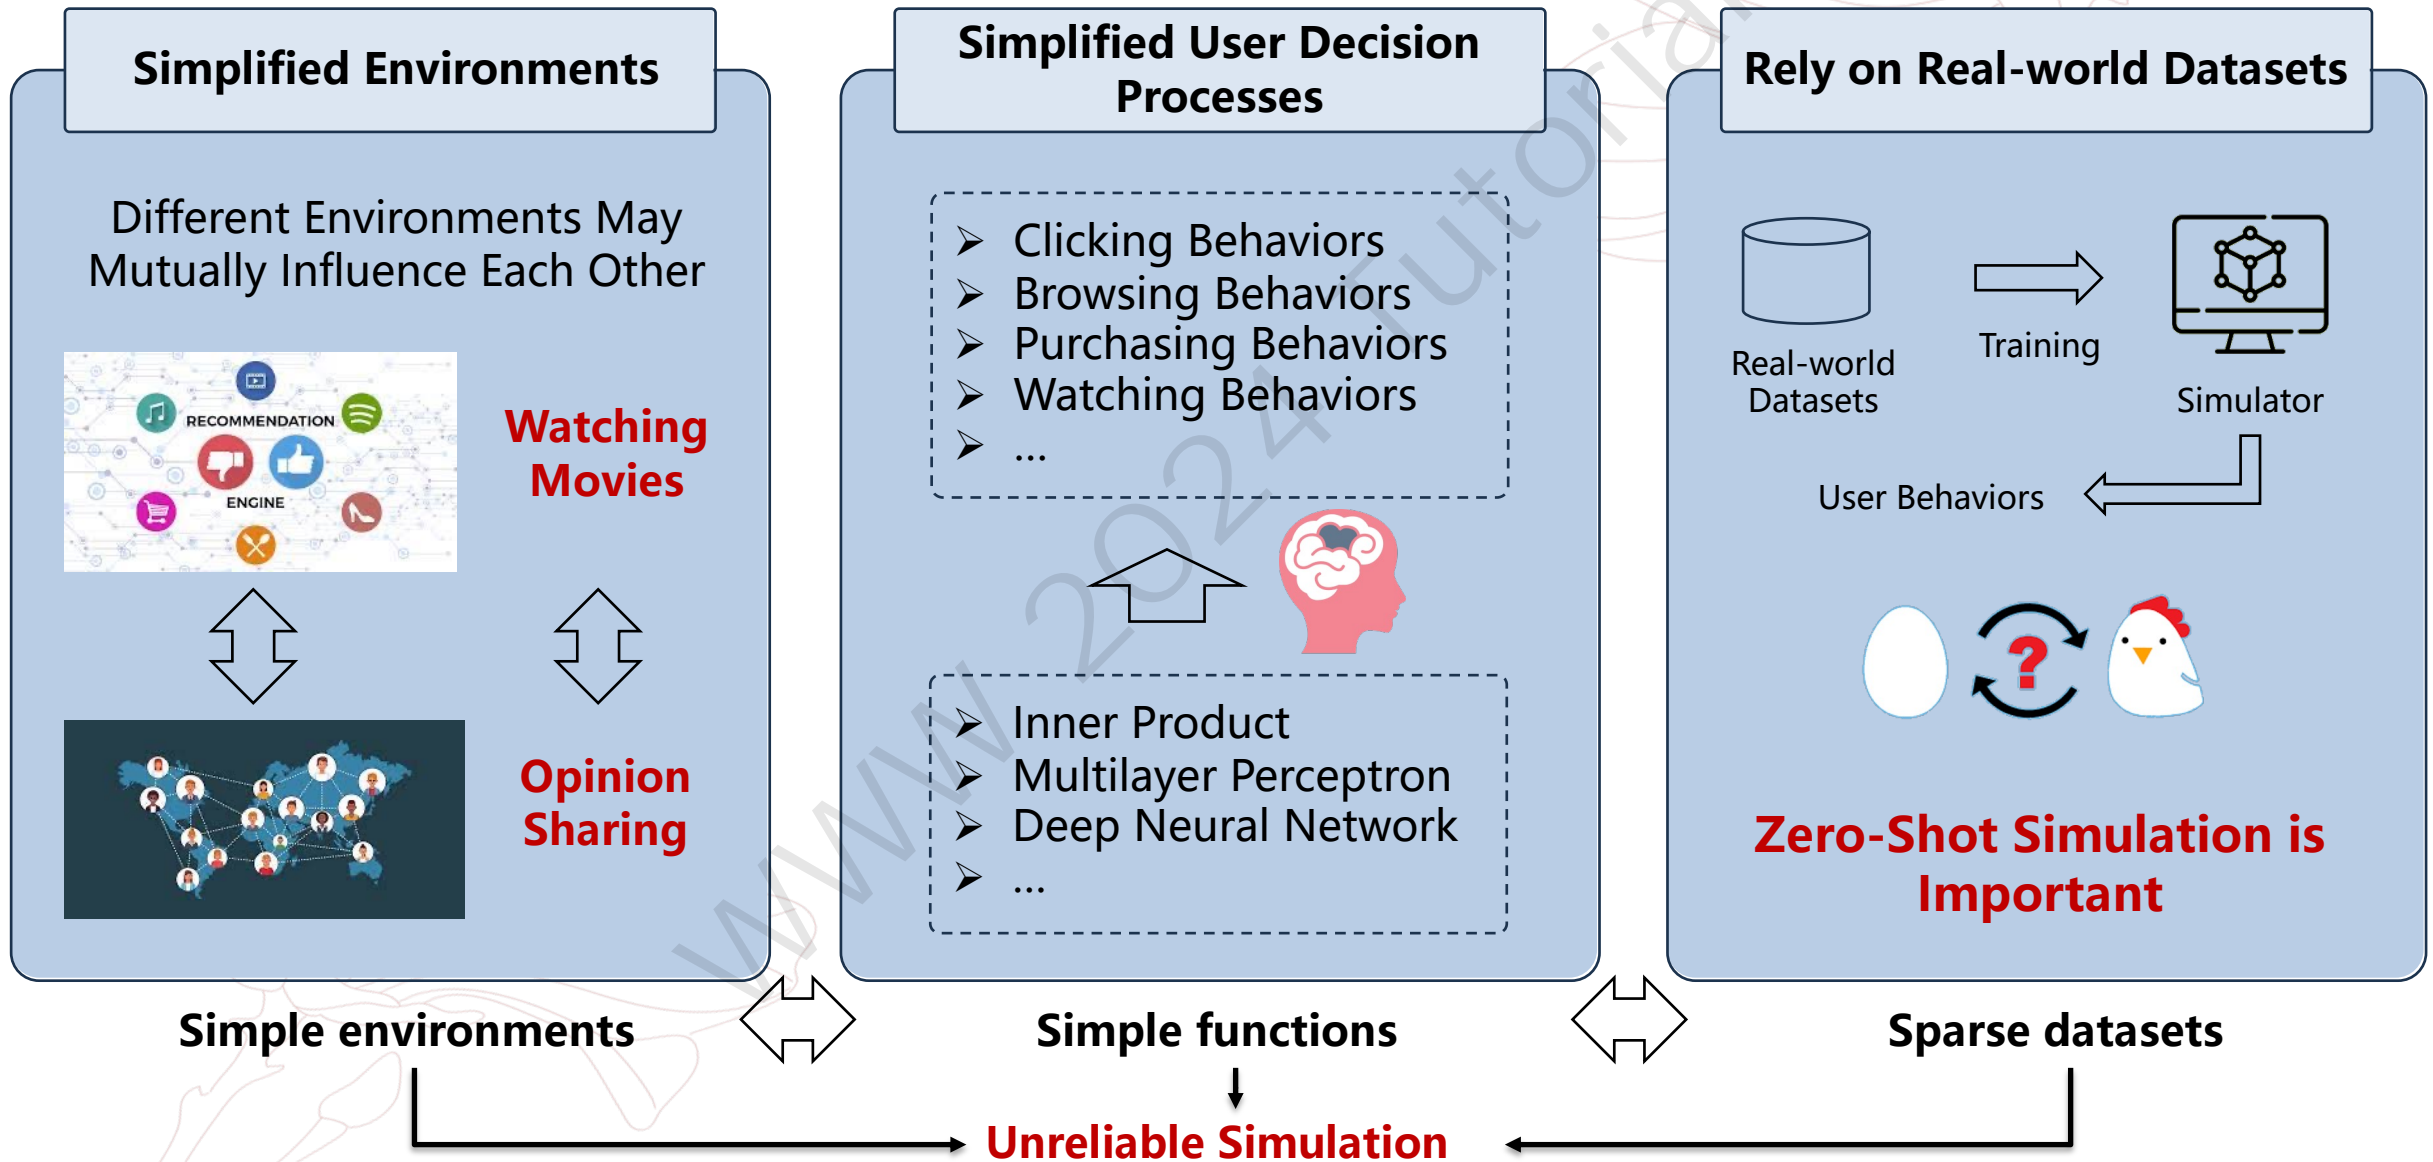 Simplified Environments
Different Environments May
Mutually Influence Each Other
RECOMMENDATION
ENGINE
Watching
Movies
Opinion
Sharing
Simplified User Decision
Processes
➢ Clicking Behaviors
➢ Browsing Behaviors
➢ Purchasing Behaviors
➢ Watching Behaviors
➢ ...
➢ Inner Product
➢ Multilayer Perceptron
➢ Deep Neural Network
➢ ...
Rely on Real-world Datasets
Real-world
Datasets
Training
Simulator
User Behaviors
?
Zero-Shot Simulation is
Important
Simple environments
Simple functions
Sparse datasets
Unreliable Simulation
WWW 2024 Tutorial